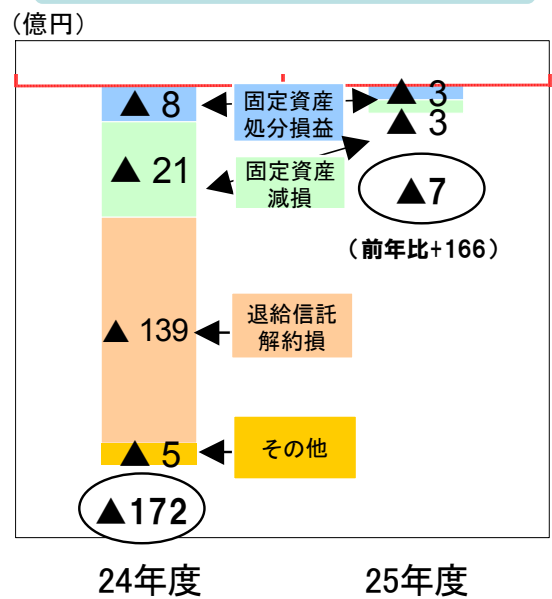 (億円)
▲ 8
固定資産
処分損益
▲ 3
▲ 3
▲ 21
固定資産
減損
▲7
(前年比+166)
▲ 139
退給信託
解約損
▲ 5
その他
▲172
24年度
25年度